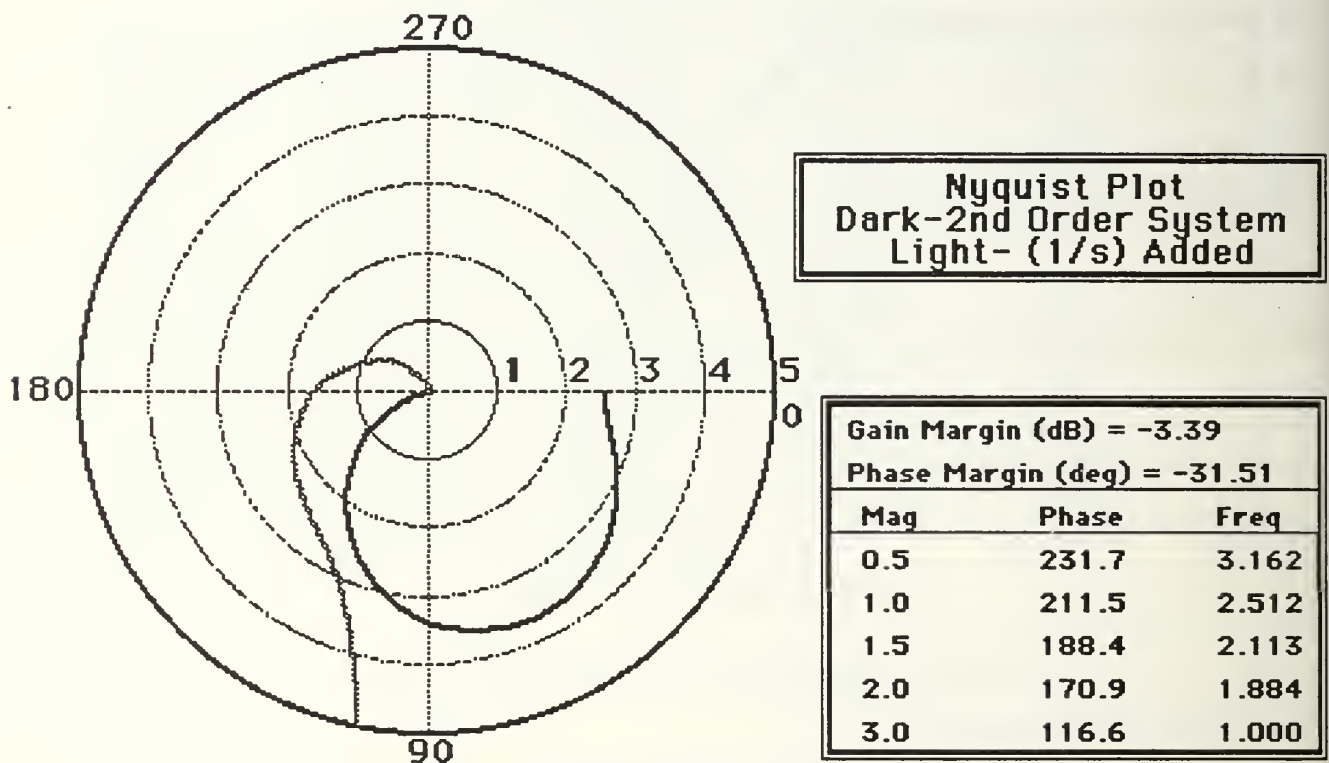 270
Nyquist Plot
Dark-2nd Order System
Light- (1/s) Added
180
1 2 3 4 5
0
90
Gain Margin (dB) = -3.39
Phase Margin (deg) = -31.51
Mag Phase Freq
0.5 231.7 3.162
1.0 211.5 2.512
1.5 188.4 2.113
2.0 170.9 1.884
3.0 116.6 1.000